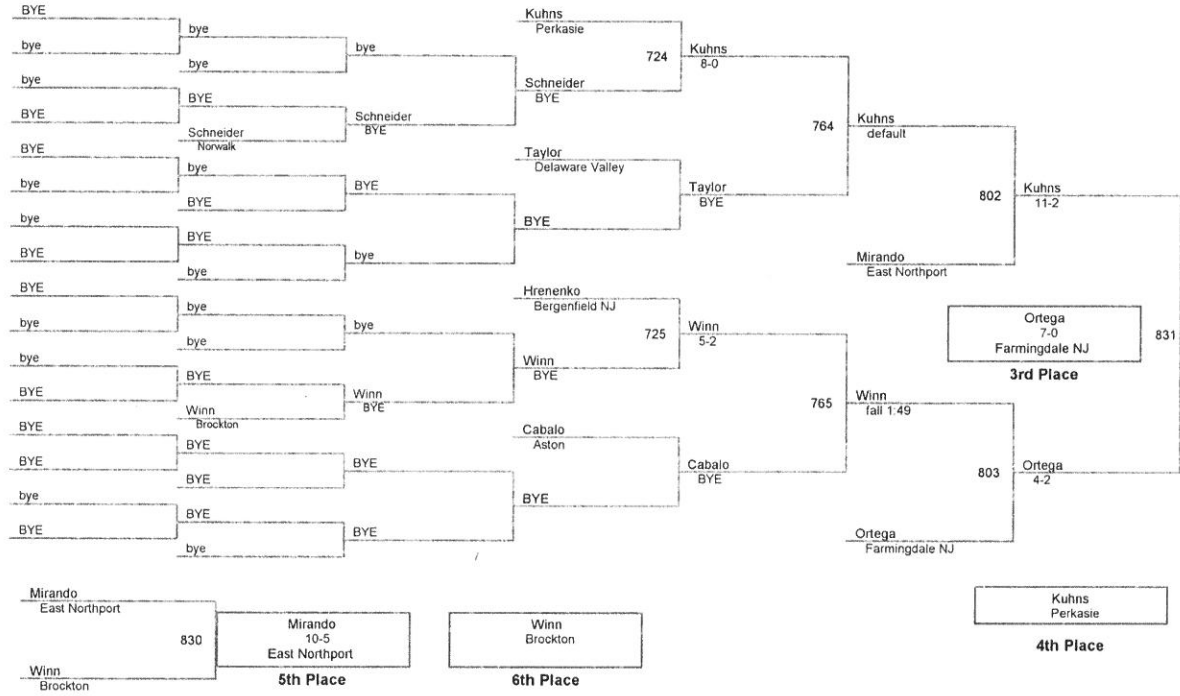 BYE
bye
bye
BYE
BYE
bye
bye
BYE
BYE
bye
bye
BYE
BYE
BYE
bye
BYE
bye
bye
BYE
Schneider
Norwalk
bye
BYE
BYE
bye
bye
bye
BYE
Winn
Brockton
BYE
BYE
BYE
bye
bye
Schneider
BYE
BYE
bye
bye
Winn
BYE
BYE
BYE
Kuhns
Perkasie
Schneider
BYE
Taylor
Delaware Valley
BYE
Hrenenko
Bergenfield NJ
Winn
BYE
Cabalo
Aston
BYE
724
Kuhns
8-0
Taylor
BYE
725
Winn
5-2
Cabalo
BYE
764
Kuhns
default
Mirando
East Northport
765
Winn
fall 1:49
Ortega
Farmingdale NJ
802
Kuhns
11-2
803
Ortega
4-2
831
Ortega
7-0
Farmingdale NJ
3rd Place
Kuhns
Perkasie
4th Place
Mirando
East Northport
830
Winn
Brockton
Mirando
10-5
East Northport
5th Place
Winn
Brockton
6th Place